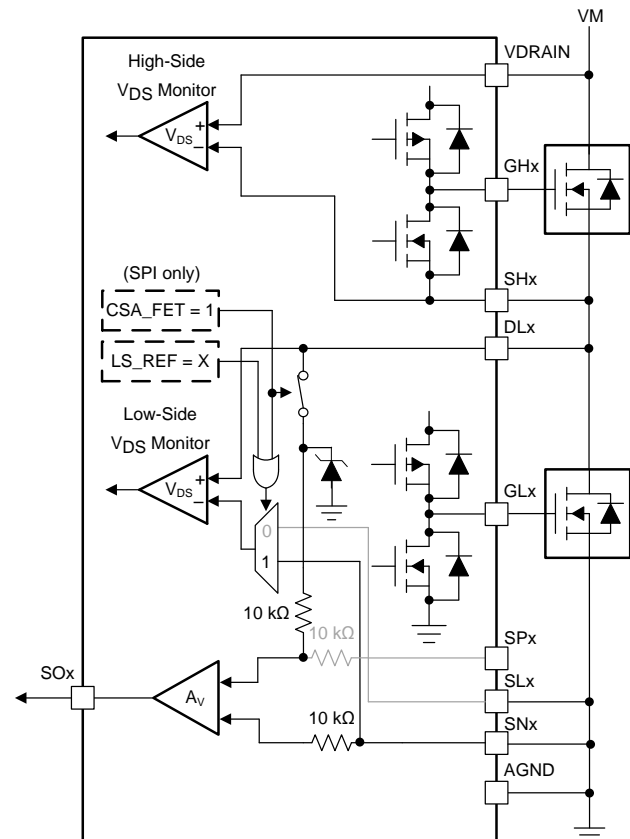 VM
VDRAIN
High-Side
VDS Monitor
VDS
+
−
GHx
(SPI only)
CSA_FET = 1
SHx
DLx
LS_REF = X
Low-Side
VDS Monitor
VDS
+
−
GLx
0
1
10 kΩ
10 kΩ
SPx
SOx
AV
SLx
10 kΩ
SNx
AGND